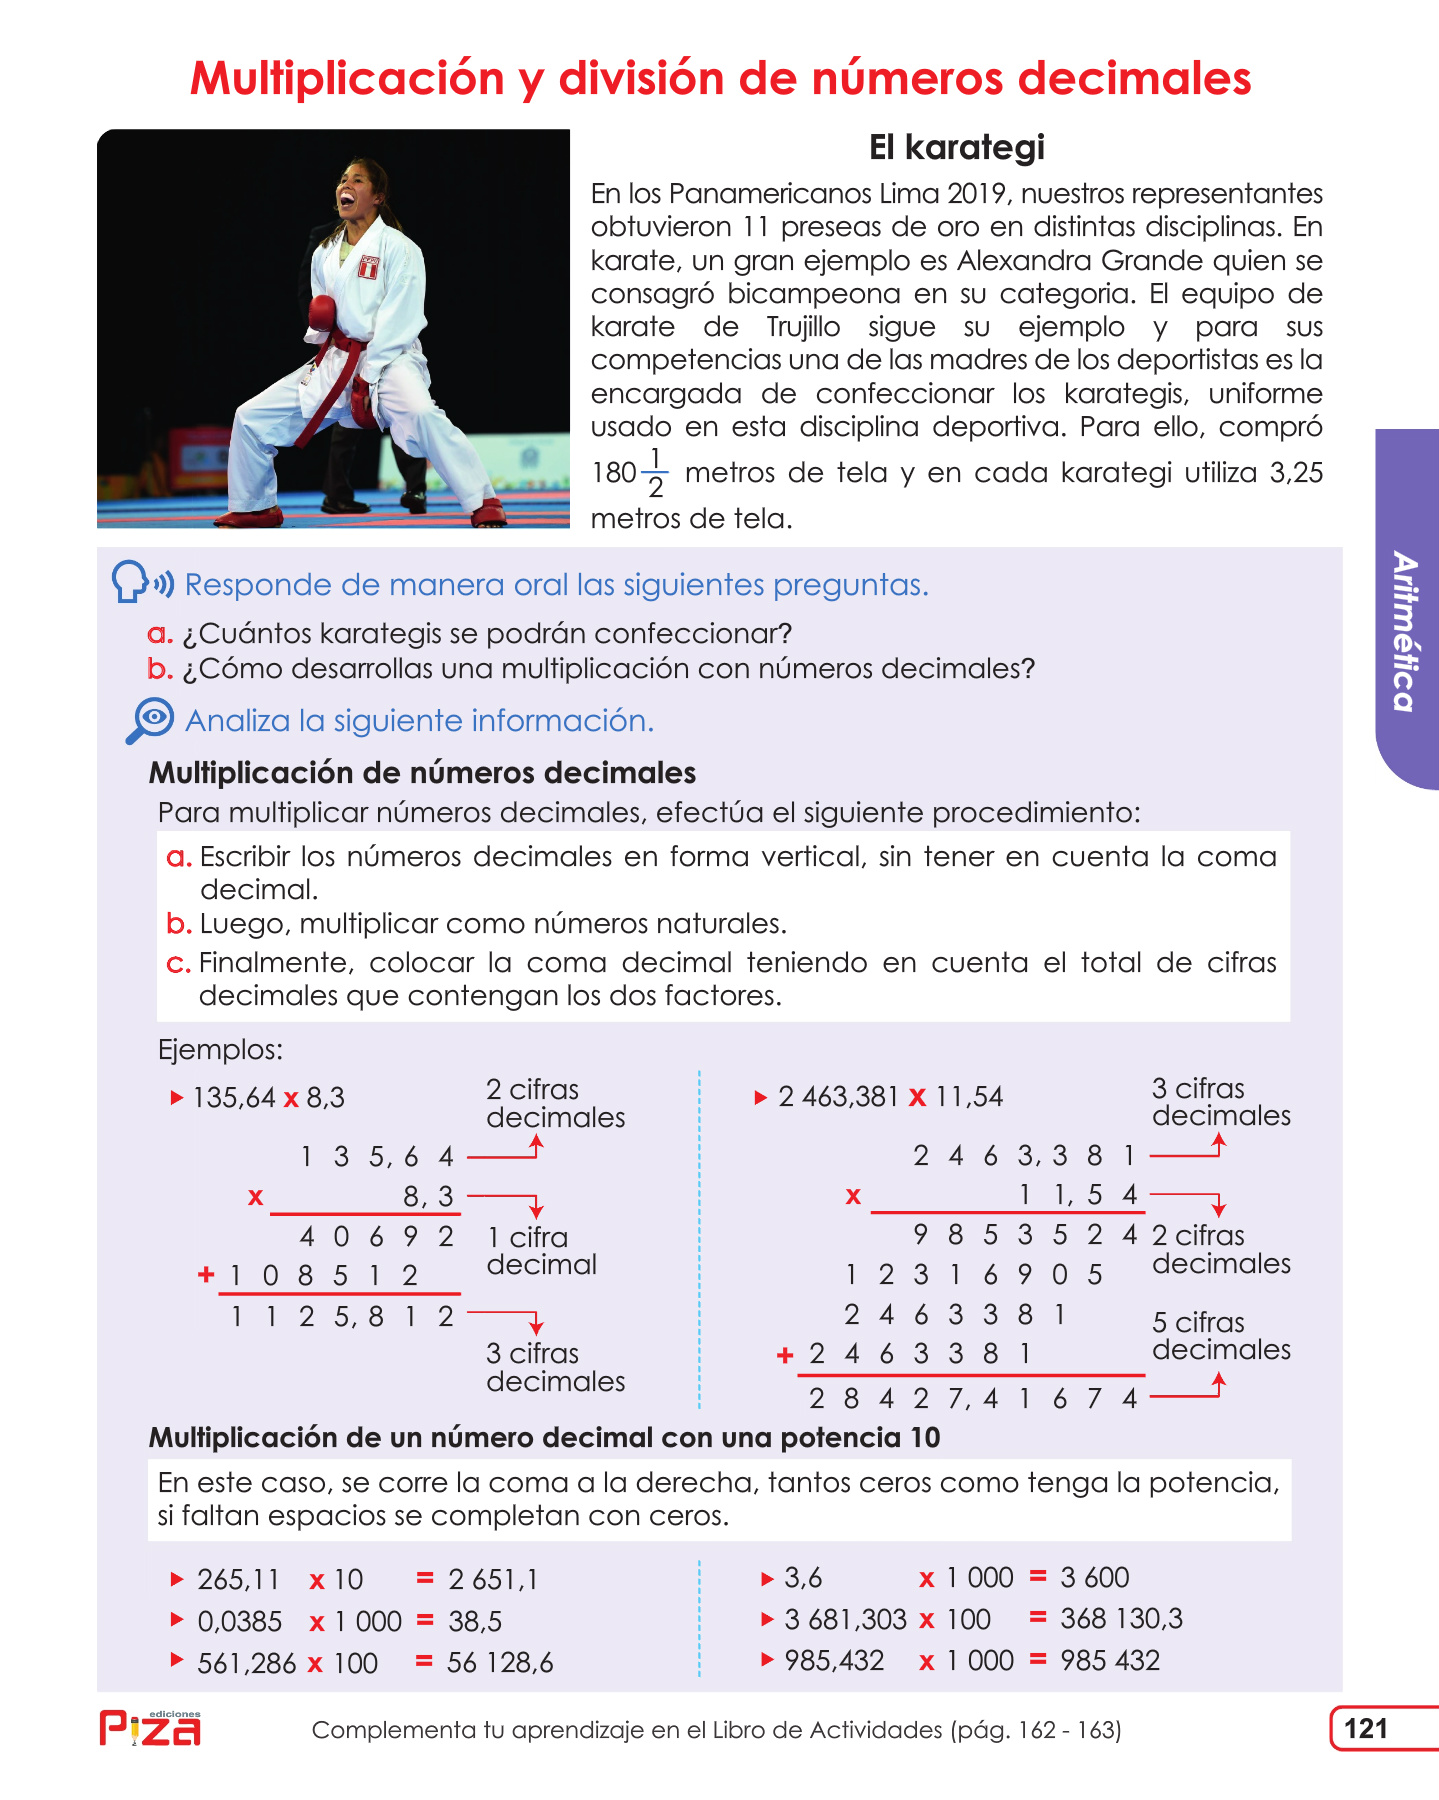 Multiplicación y división de números decimales
El karategi
En los Panamericanos Lima 2019, nuestros representantes
obtuvieron 11 preseas de oro en distintas disciplinas. En
karate, un gran ejemplo es Alexandra Grande quien se
consagró bicampeona en su categoria. El equipo de
karate de Trujillo sigue su ejemplo y para sus
competencias una de las madres de los deportistas es la
encargada de confeccionar los karategis, uniforme
usado en esta disciplina deportiva. Para ello, compró
180 1/2 metros de tela y en cada karategi utiliza 3,25
metros de tela.
Aritmética
Responde de manera oral las siguientes preguntas.
a. ¿Cuántos karategis se podrán confeccionar?
b. ¿Cómo desarrollas una multiplicación con números decimales?
Analiza la siguiente información.
Multiplicación de números decimales
Para multiplicar números decimales, efectúa el siguiente procedimiento:
a. Escribir los números decimales en forma vertical, sin tener en cuenta la coma
decimal.
b. Luego, multiplicar como números naturales.
c. Finalmente, colocar la coma decimal teniendo en cuenta el total de cifras
decimales que contengan los dos factores.
Ejemplos:
135,64 x 8,3
2 cifras
decimales
1 3 5, 6 4
x 8, 3
4 0 6 9 2
1 cifra
decimal
+ 1 0 8 5 1 2
1 1 2 5, 8 1 2
3 cifras
decimales
2 463,381 x 11,54
3 cifras
decimales
2 4 6 3, 3 8 1
x 1 1, 5 4
9 8 5 3 5 2 4
2 cifras
decimales
1 2 3 1 6 9 0 5
2 4 6 3 3 8 1
+ 2 4 6 3 3 8 1
5 cifras
decimales
2 8 4 2 7, 4 1 6 7 4
Multiplicación de un número decimal con una potencia 10
En este caso, se corre la coma a la derecha, tantos ceros como tenga la potencia,
si faltan espacios se completan con ceros.
265,11 x 10 = 2 651,1
0,0385 x 1 000 = 38,5
561,286 x 100 = 56 128,6
3,6 x 1 000 = 3 600
3 681,303 x 100 = 368 130,3
985,432 x 1 000 = 985 432
ediciones
Piza
Complementa tu aprendizaje en el Libro de Actividades (pág. 162 - 163)
121